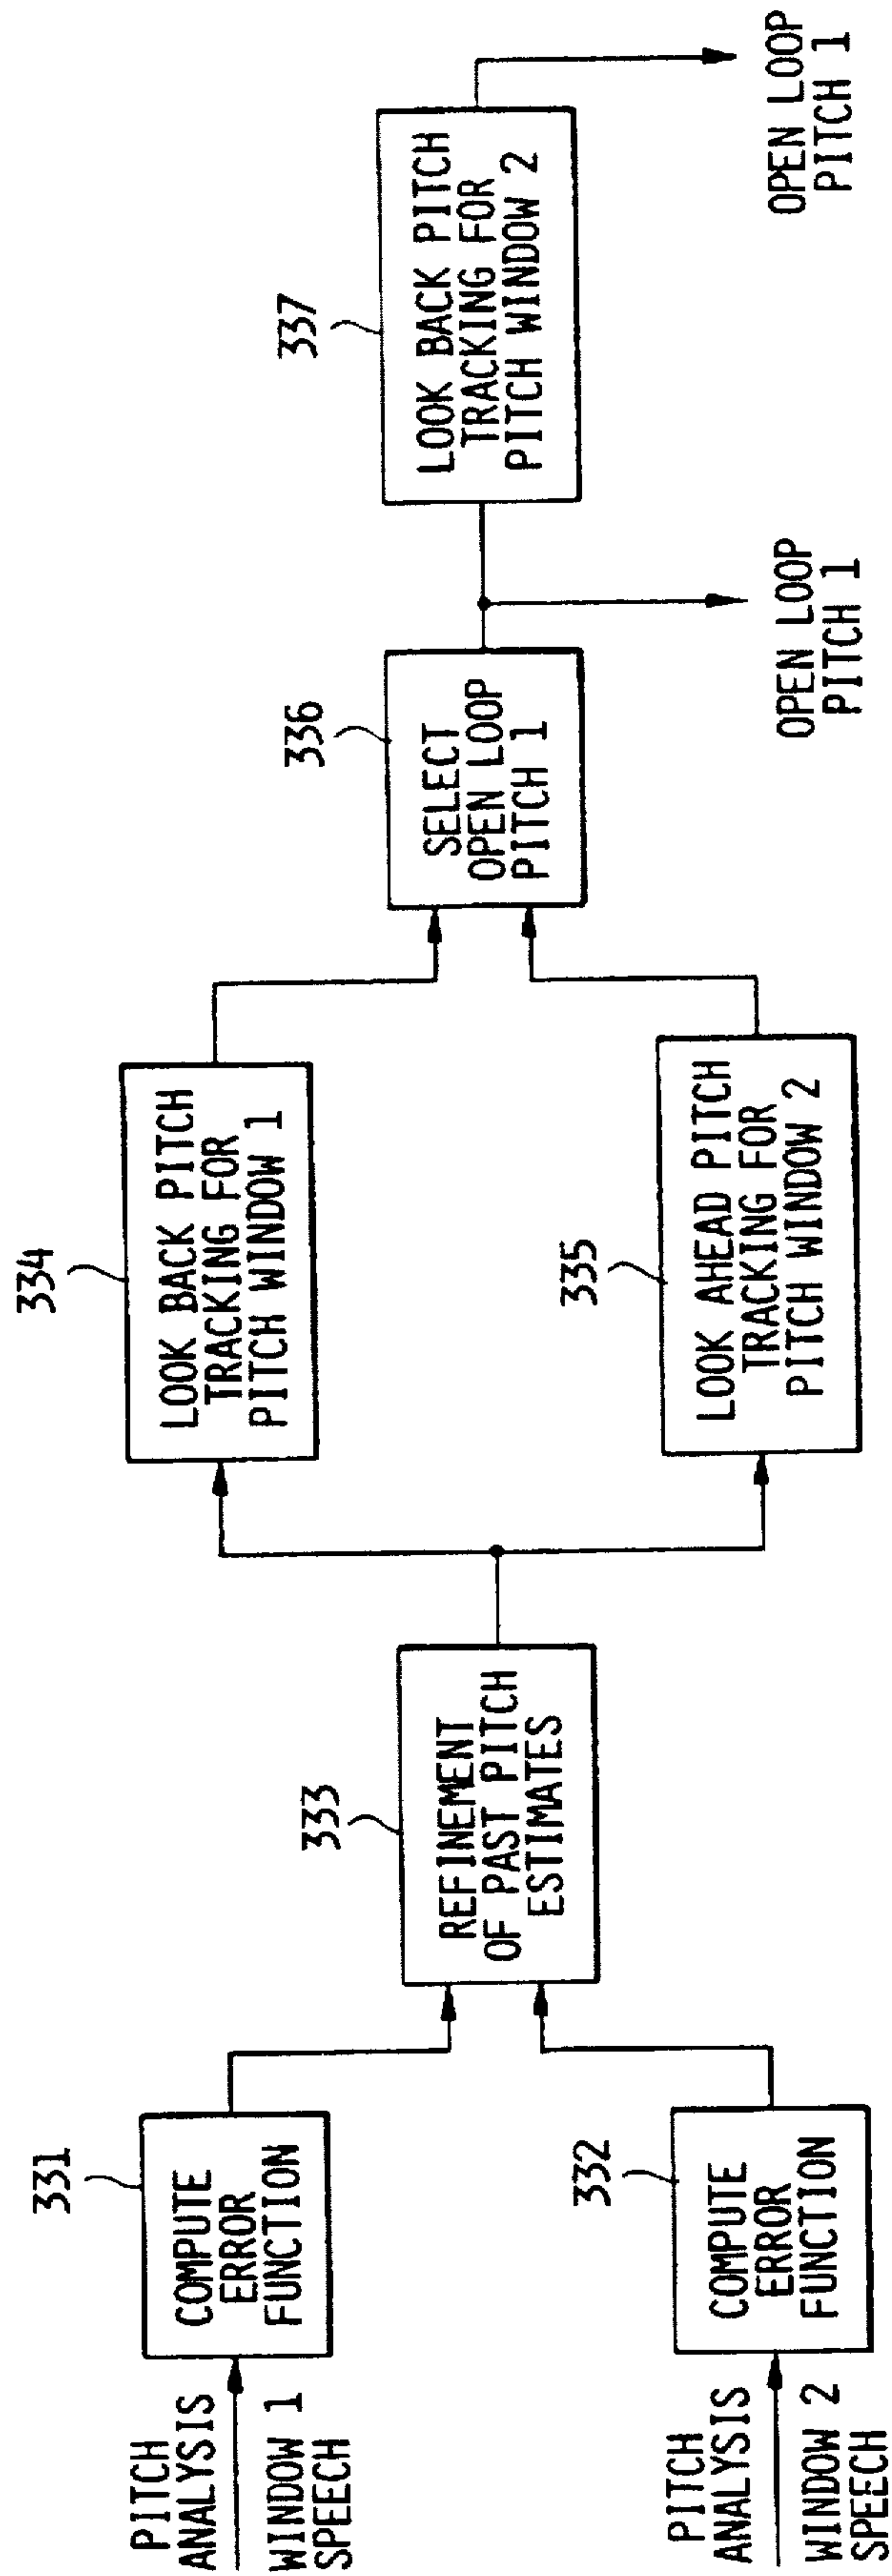 PITCH
ANALYSIS
WINDOW 1
SPEECH
331
COMPUTE
ERROR
FUNCTION
PITCH
ANALYSIS
WINDOW 2
SPEECH
332
COMPUTE
ERROR
FUNCTION
333
REFINEMENT
OF PAST PITCH
ESTIMATES
334
LOOK BACK PITCH
TRACKING FOR
PITCH WINDOW 1
335
LOOK AHEAD PITCH
TRACKING FOR
PITCH WINDOW 2
336
SELECT
OPEN LOOP
PITCH 1
OPEN LOOP
PITCH 1
337
LOOK BACK PITCH
TRACKING FOR
PITCH WINDOW 2
OPEN LOOP
PITCH 1